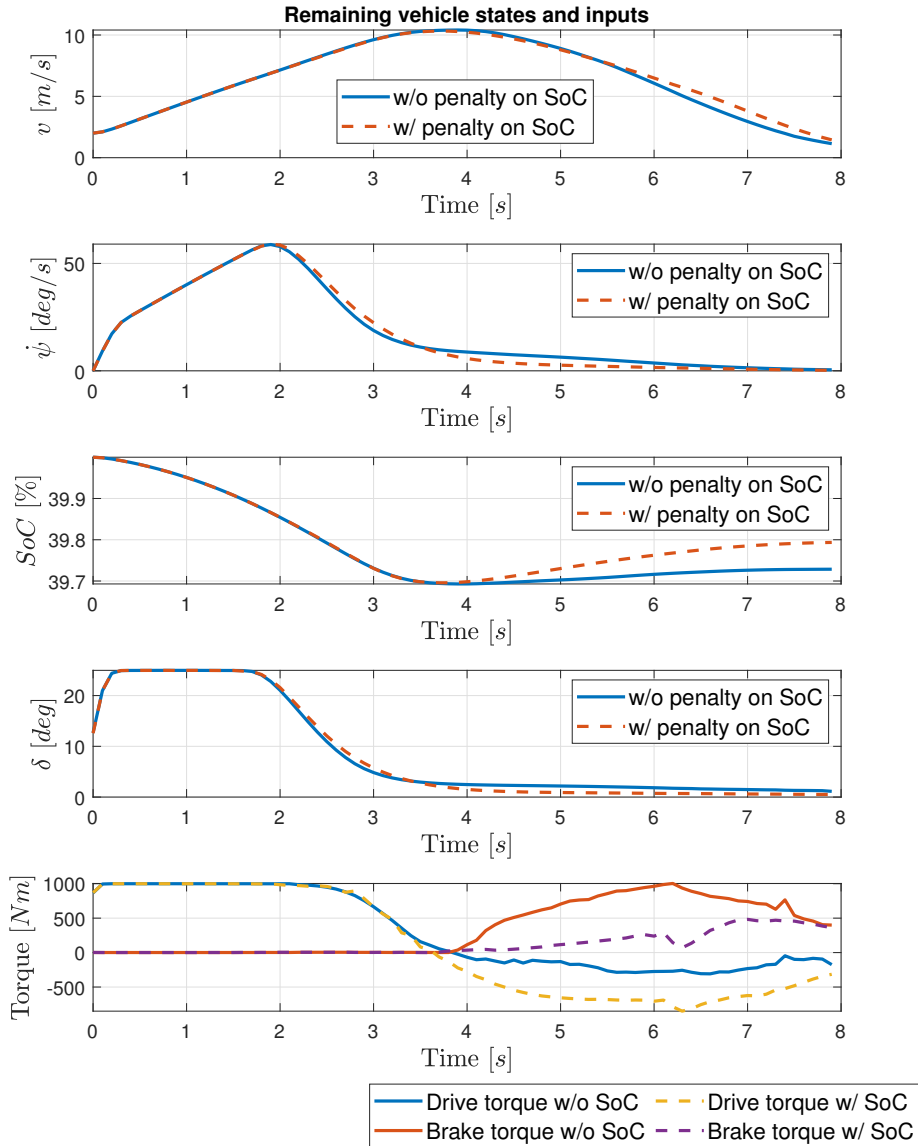 Remaining vehicle states and inputs
v [m/s]
10
5
0
w/o penalty on SoC
w/ penalty on SoC
0 1 2 3 4 5 6 7 8
Time [s]
ψ̇ [deg/s]
50
0
w/o penalty on SoC
w/ penalty on SoC
0 1 2 3 4 5 6 7 8
Time [s]
SoC [%]
39.9
39.8
39.7
w/o penalty on SoC
w/ penalty on SoC
0 1 2 3 4 5 6 7 8
Time [s]
δ [deg]
20
10
0
w/o penalty on SoC
w/ penalty on SoC
0 1 2 3 4 5 6 7 8
Time [s]
Torque [Nm]
1000
500
0
-500
0 1 2 3 4 5 6 7 8
Time [s]
Drive torque w/o SoC Drive torque w/ SoC
Brake torque w/o SoC Brake torque w/ SoC